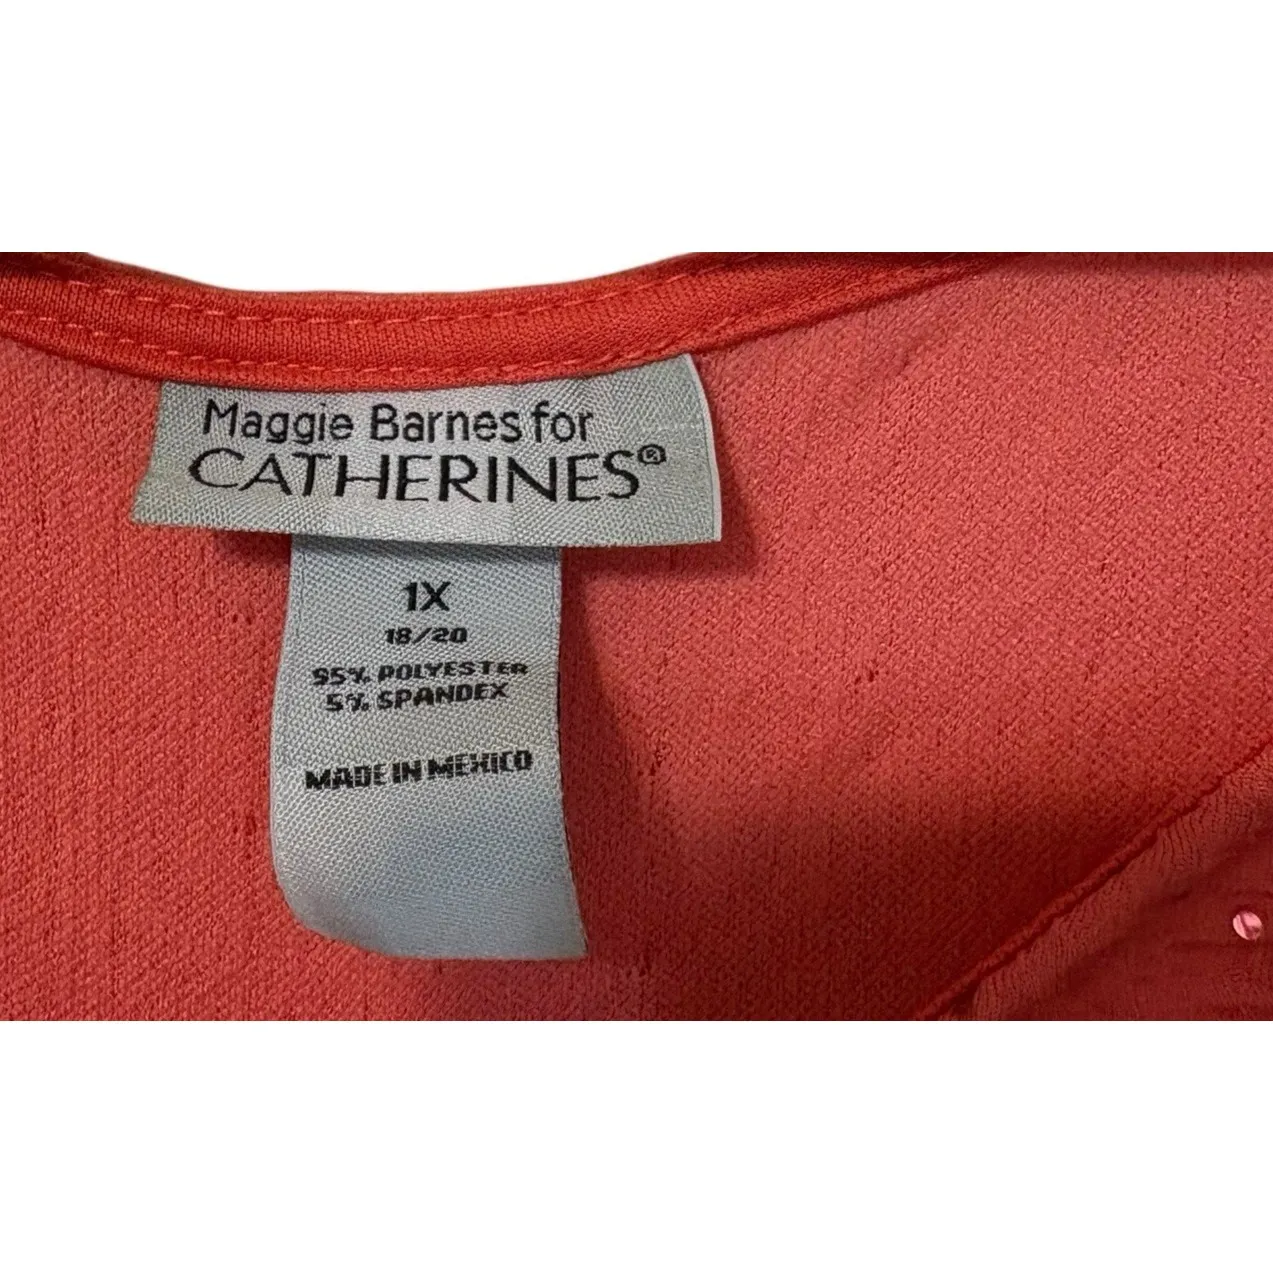 Maggie Barnes for
CATHERINES®
1X
18/20
95% POLYESTER
5% SPANDEX
MADE IN MEXICO